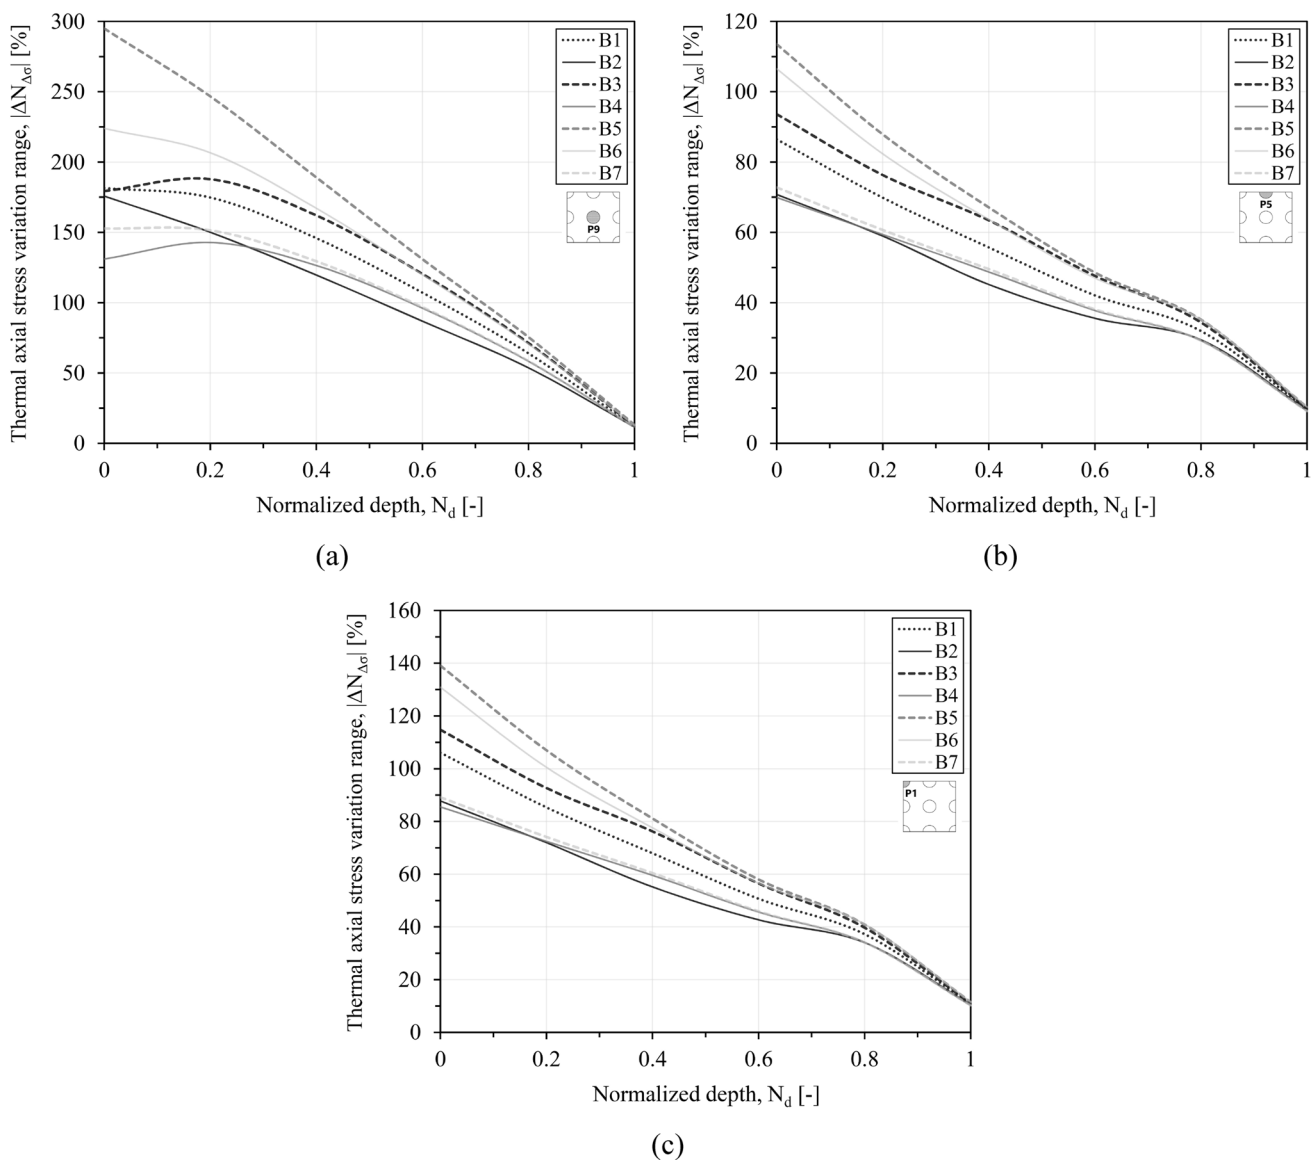 Thermal axial stress variation range, |ΔN_Δσ| [%]
300
250
200
150
100
50
0
0 0.2 0.4 0.6 0.8 1
Normalized depth, N_d [-]
B1
B2
B3
B4
B5
B6
B7
P9
(a)
Thermal axial stress variation range, |ΔN_Δσ| [%]
120
100
80
60
40
20
0
0 0.2 0.4 0.6 0.8 1
Normalized depth, N_d [-]
B1
B2
B3
B4
B5
B6
B7
P5
(b)
Thermal axial stress variation range, |ΔN_Δσ| [%]
160
140
120
100
80
60
40
20
0
0 0.2 0.4 0.6 0.8 1
Normalized depth, N_d [-]
B1
B2
B3
B4
B5
B6
B7
P1
(c)